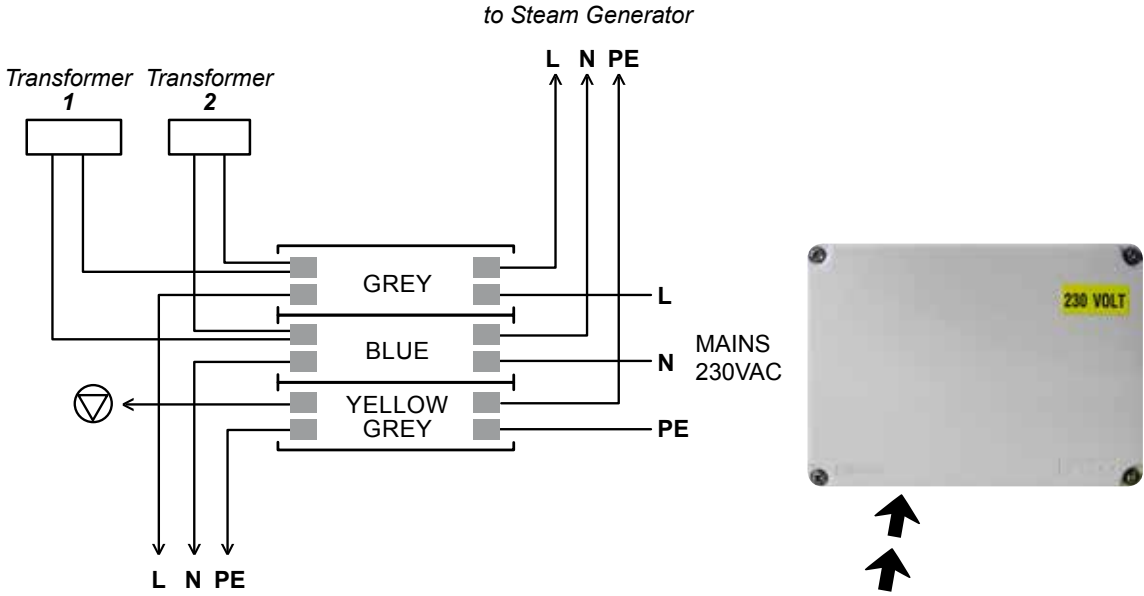 to Steam Generator
L N PE
Transformer 1
Transformer 2
GREY
L
BLUE
N
MAINS
230VAC
YELLOW
GREY
PE
L N PE
230 VOLT